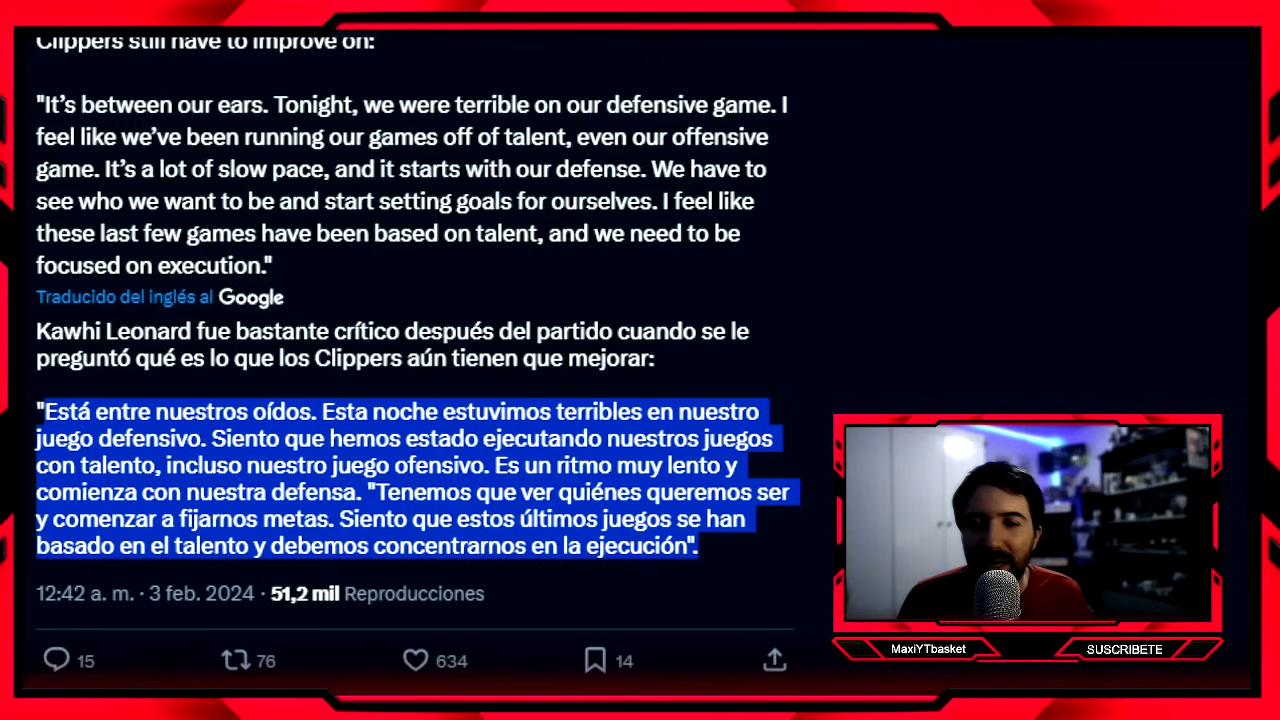 Clippers still have to improve on:
"It's between our ears. Tonight, we were terrible on our defensive game. I
feel like we've been running our games off of talent, even our offensive
game. It's a lot of slow pace, and it starts with our defense. We have to
see who we want to be and start setting goals for ourselves. I feel like
these last few games have been based on talent, and we need to be
focused on execution."
Traducido del inglés al Google
Kawhi Leonard fue bastante crítico después del partido cuando se le
preguntó qué es lo que los Clippers aún tienen que mejorar:
"Está entre nuestros oídos. Esta noche estuvimos terribles en nuestro
juego defensivo. Siento que hemos estado ejecutando nuestros juegos
con talento, incluso nuestro juego ofensivo. Es un ritmo muy lento y
comienza con nuestra defensa. "Tenemos que ver quiénes queremos ser
y comenzar a fijarnos metas. Siento que estos últimos juegos se han
basado en el talento y debemos concentrarnos en la ejecución".
12:42 a. m. · 3 feb. 2024 · 51,2 mil Reproducciones
15 76 634 14
MaxiYTbasket SUSCRIBETE